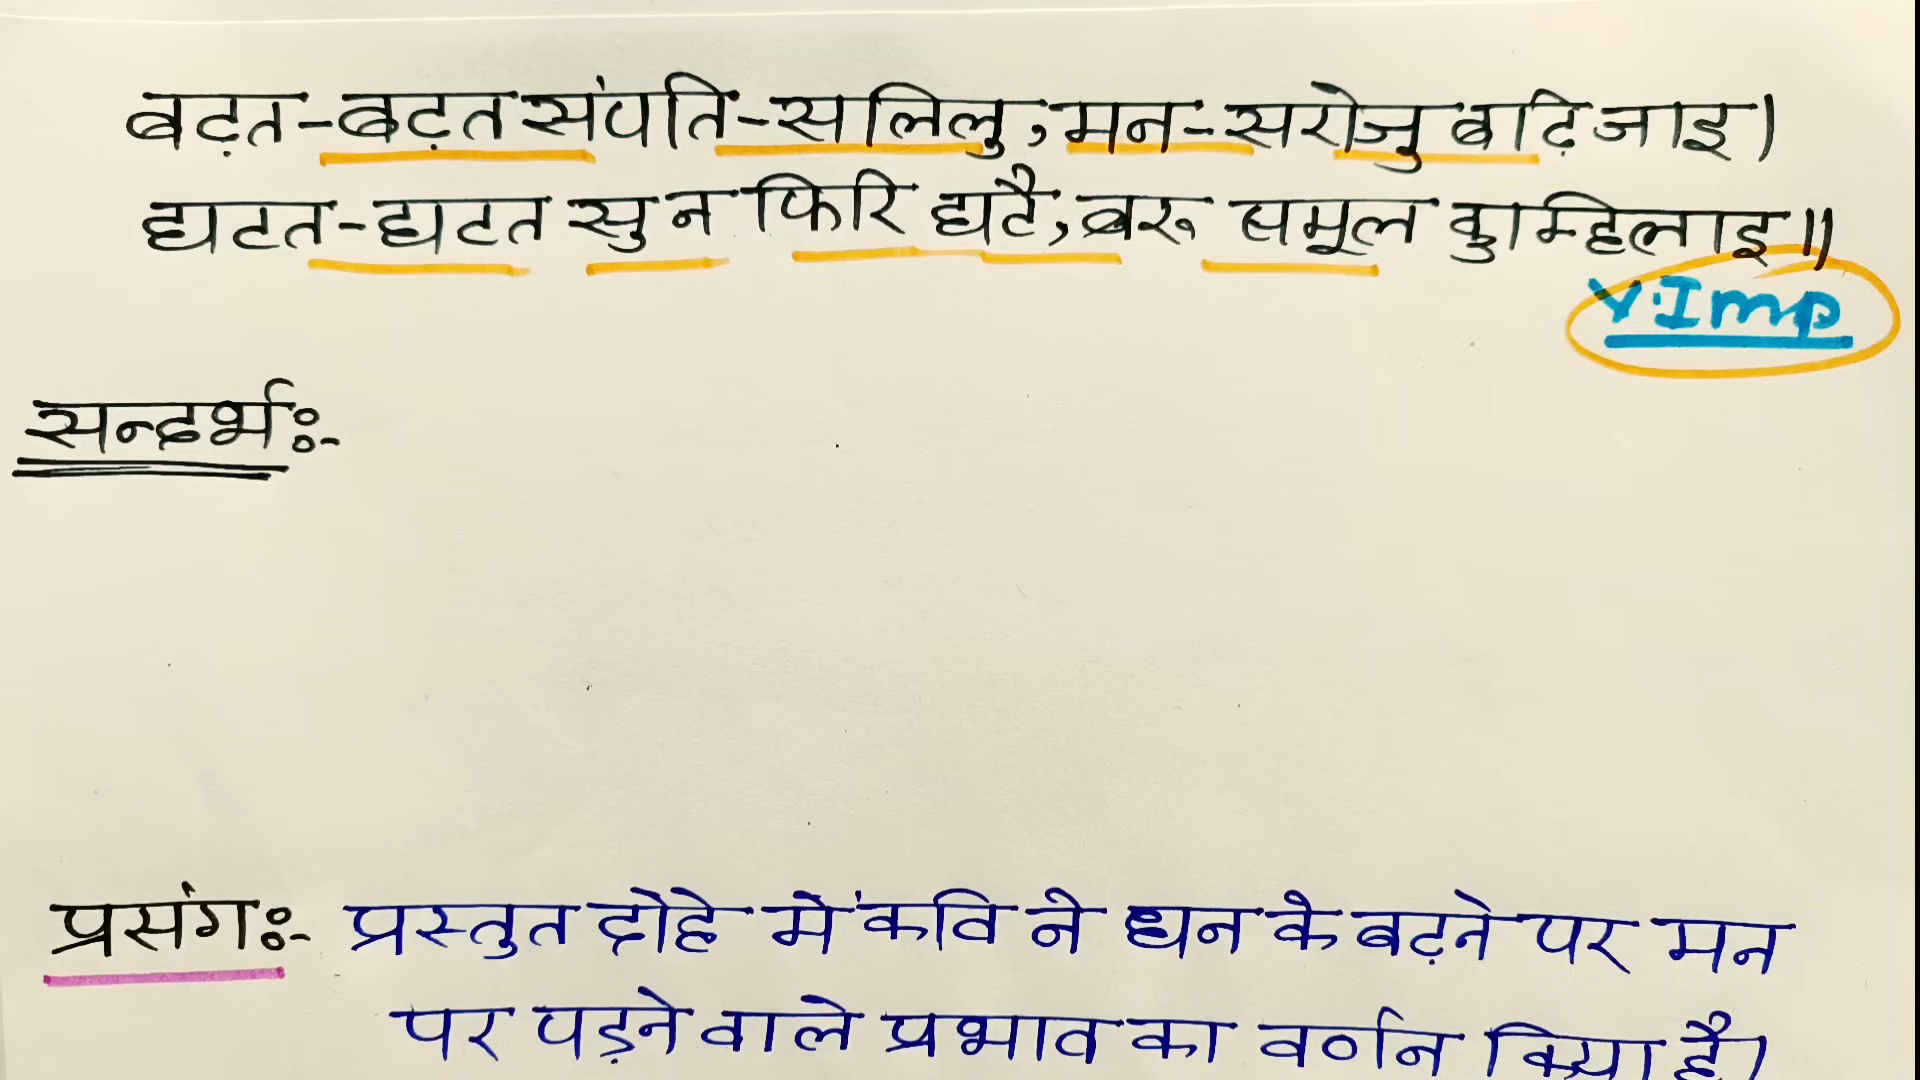 बढ़त-बढ़त संपति-सलिलु, मन-सरोजु बाढ़ि जाइ।
घटत-घटत सु न फिरि घटै, बरु समूल कुम्हिलाइ॥
V.Imp
सन्दर्भ:-
प्रसंग:- प्रस्तुत दोहे में कवि ने धन के बढ़ने पर मन
पर पड़ने वाले प्रभाव का वर्णन किया है।